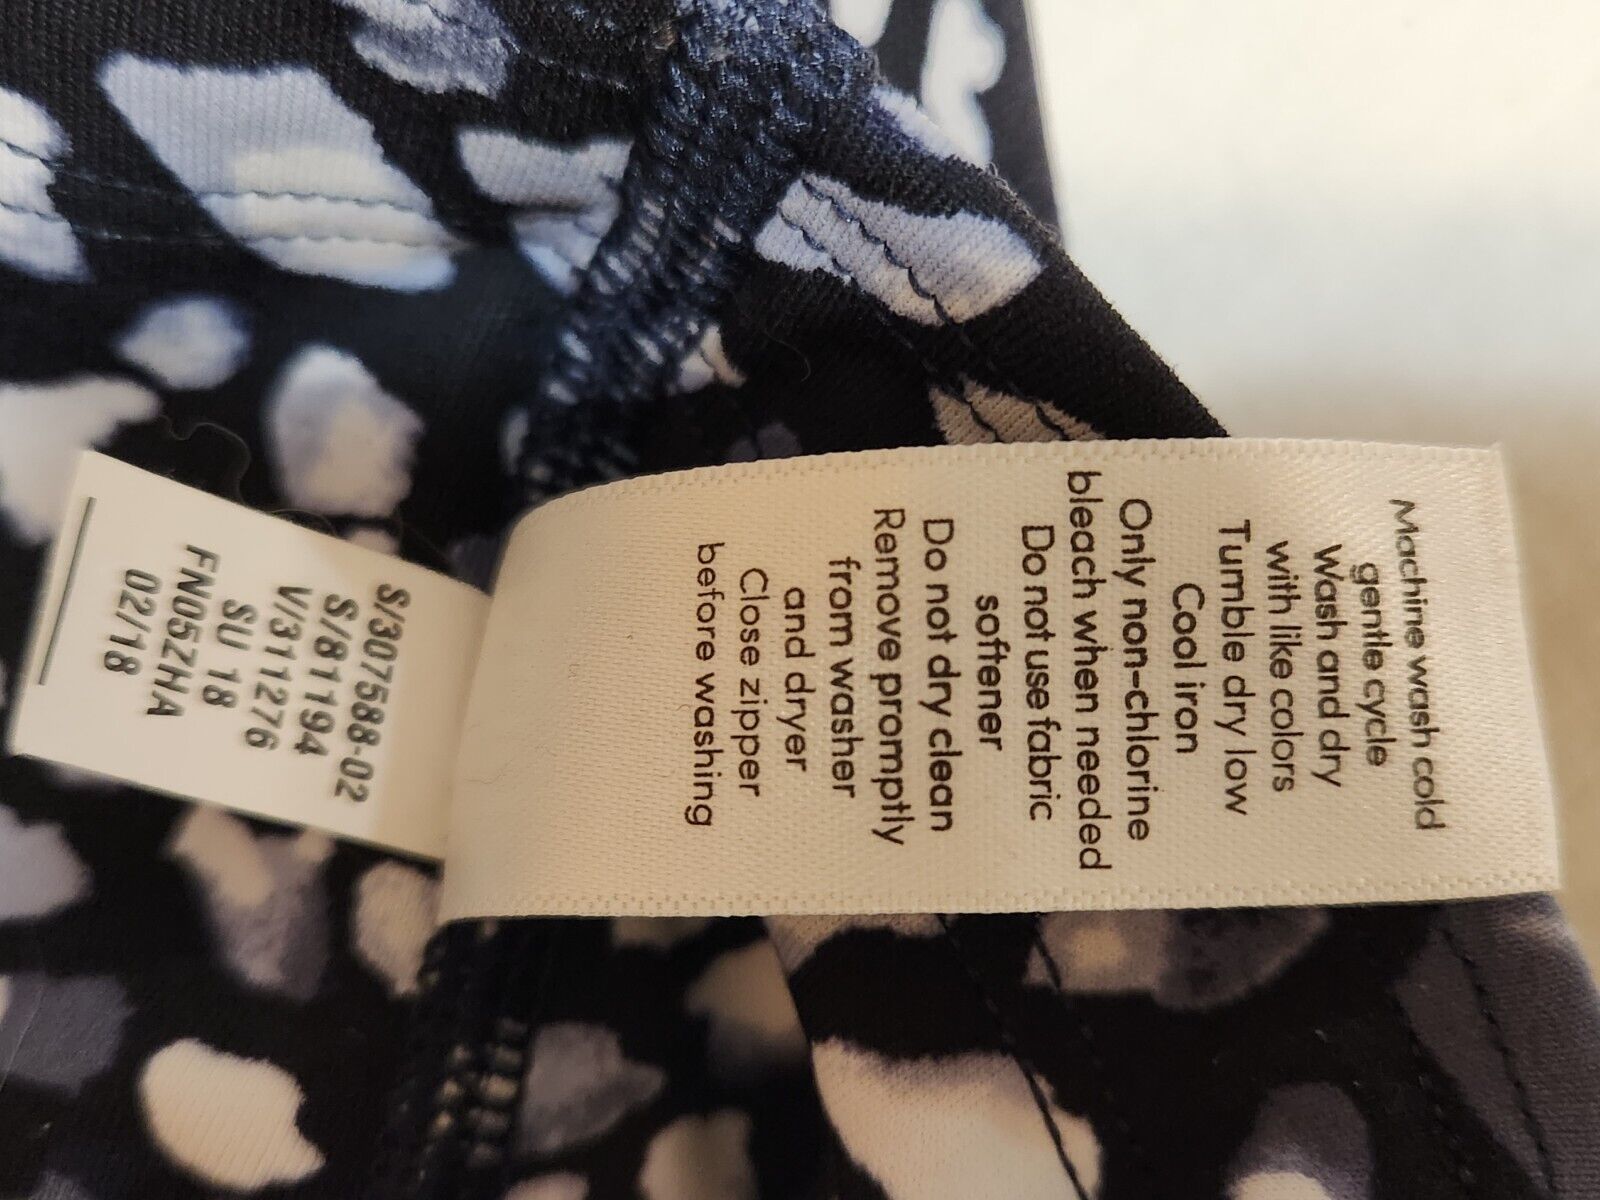 Machine wash cold
gentle cycle
Wash and dry
with like colors
Tumble dry low
Cool iron
Only non-chlorine
bleach when needed
Do not use fabric
softener
Do not dry clean
Remove promptly
from washer
and dryer
Close zipper
before washing
S/307588-02
S/811194
V/311276
SU 18
FN05ZHA
02/18